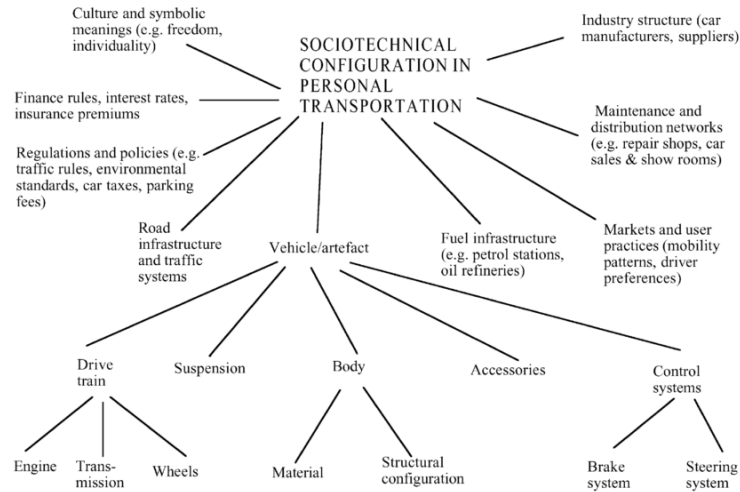 Culture and symbolic
meanings (e.g. freedom,
individuality)
SOCIOTECHNICAL
CONFIGURATION IN
PERSONAL
TRANSPORTATION
Industry structure (car
manufacturers, suppliers)
Finance rules, interest rates,
insurance premiums
Maintenance and
distribution networks
(e.g. repair shops, car
sales & show rooms)
Regulations and policies (e.g.
traffic rules, environmental
standards, car taxes, parking
fees)
Road
infrastructure
and traffic
systems
Vehicle/artefact
Fuel infrastructure
(e.g. petrol stations,
oil refineries)
Markets and user
practices (mobility
patterns, driver
preferences)
Drive
train
Suspension
Body
Accessories
Control
systems
Engine
Trans-
mission
Wheels
Material
Structural
configuration
Brake
system
Steering
system